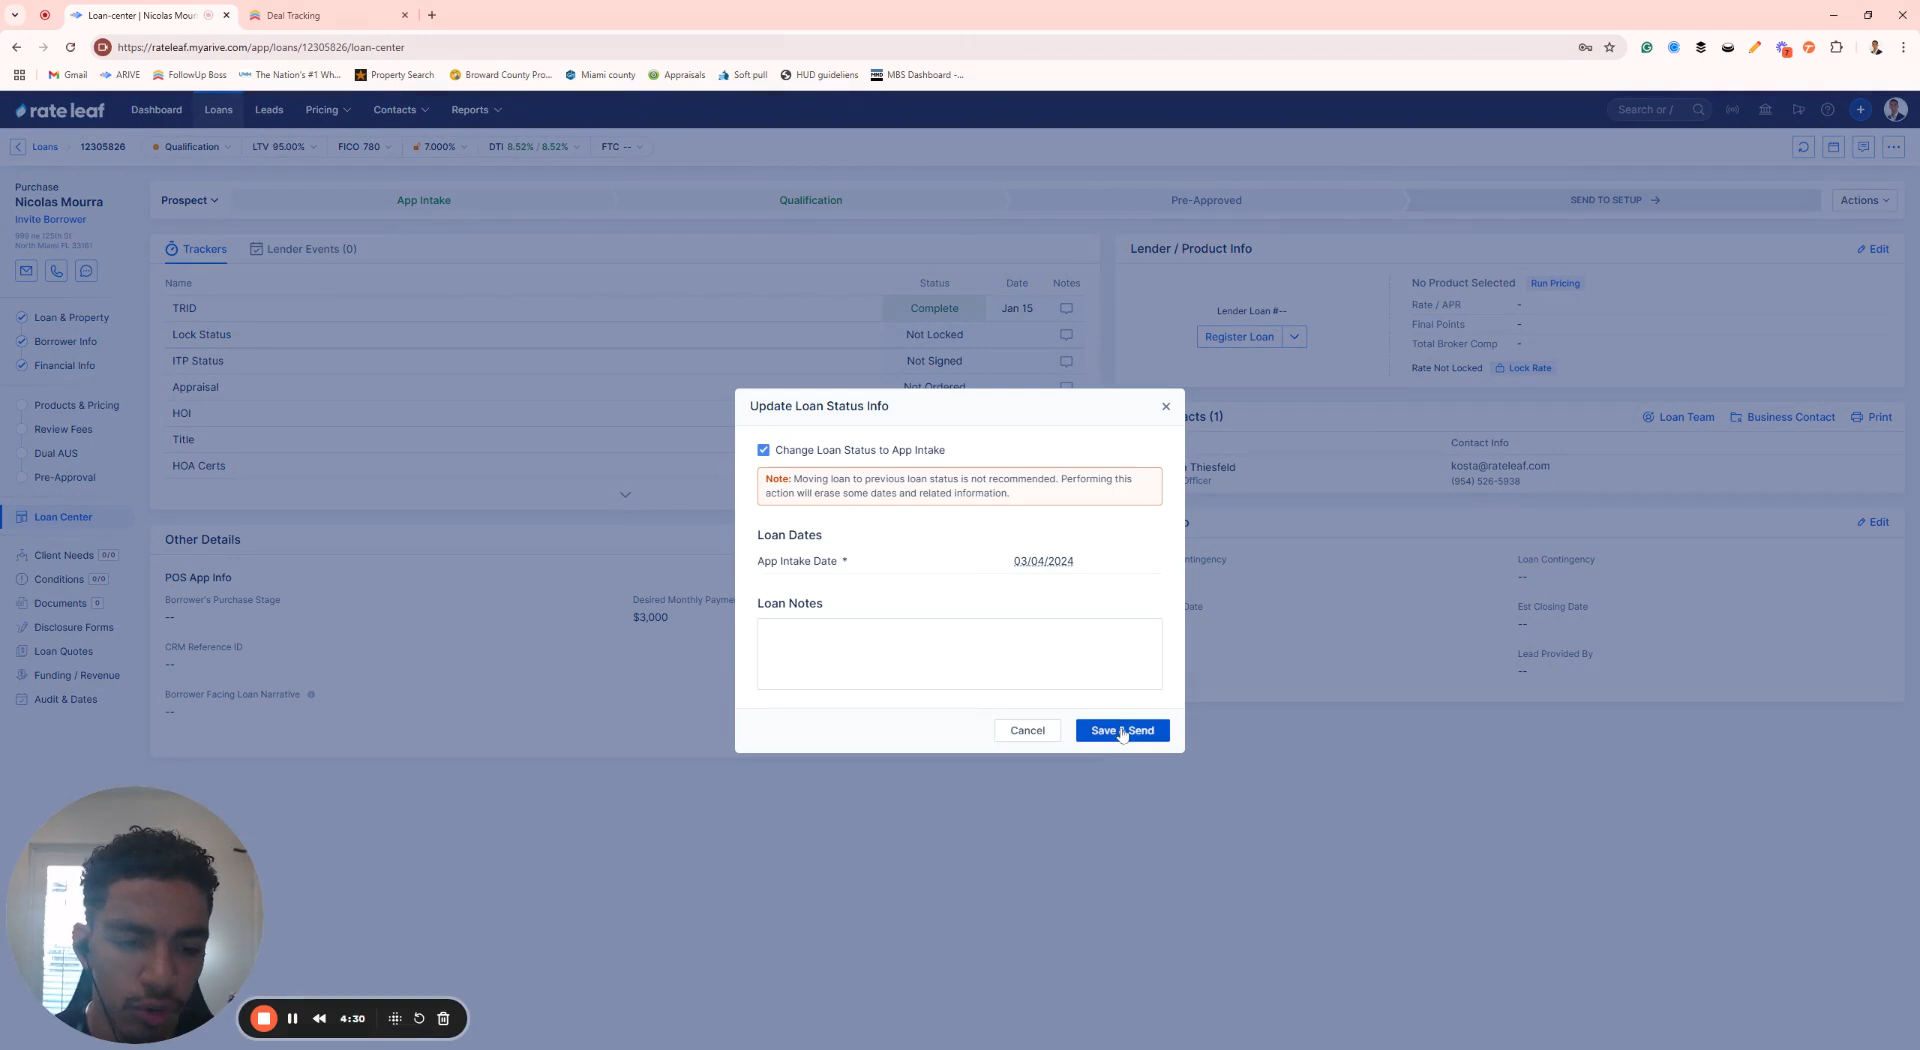 Loan-center | Nicolas Mourr
Deal Tracking
https://rateleaf.myarive.com/app/loans/12305826/loan-center
Gmail
ARIVE
FollowUp Boss
The Nation's #1 Wh...
Property Search
Broward County Pro...
Miami county
Appraisals
Soft pull
HUD guideliens
MBS Dashboard -...
rate leaf
Dashboard
Loans
Leads
Pricing
Contacts
Reports
Search or /
Loans
12305826
Qualification
LTV 95.00%
FICO 780
7.000%
DTI 8.52% / 8.52%
FTC --
Purchase
Nicolas Mourra
Invite Borrower
999 ne 125th St
North Miami FL 33161
Loan & Property
Borrower Info
Financial Info
Products & Pricing
Review Fees
Dual AUS
Pre-Approval
Loan Center
Client Needs 0/0
Conditions 0/0
Documents 0
Disclosure Forms
Loan Quotes
Funding / Revenue
Audit & Dates
Prospect
App Intake
Qualification
Pre-Approved
SEND TO SETUP
Actions
Trackers
Lender Events (0)
Name Status Date Notes
TRID Complete Jan 15
Lock Status Not Locked
ITP Status Not Signed
Appraisal Not Ordered
HOI
Title
HOA Certs
Other Details
POS App Info
Borrower's Purchase Stage
--
Desired Monthly Payme
$3,000
CRM Reference ID
--
Borrower Facing Loan Narrative
--
Lender / Product Info
Edit
Lender Loan #--
Register Loan
No Product Selected Run Pricing
Rate / APR -
Final Points -
Total Broker Comp -
Rate Not Locked Lock Rate
acts (1)
Loan Team
Business Contact
Print
Contact Info
Thiesfeld
Officer
kosta@rateleaf.com
(954) 526-5938
o
Edit
ntingency
Loan Contingency
--
Date
Est Closing Date
--
Lead Provided By
--
Update Loan Status Info
Change Loan Status to App Intake
Note: Moving loan to previous loan status is not recommended. Performing this
action will erase some dates and related information.
Loan Dates
App Intake Date * 03/04/2024
Loan Notes
Cancel
Save & Send
4:30